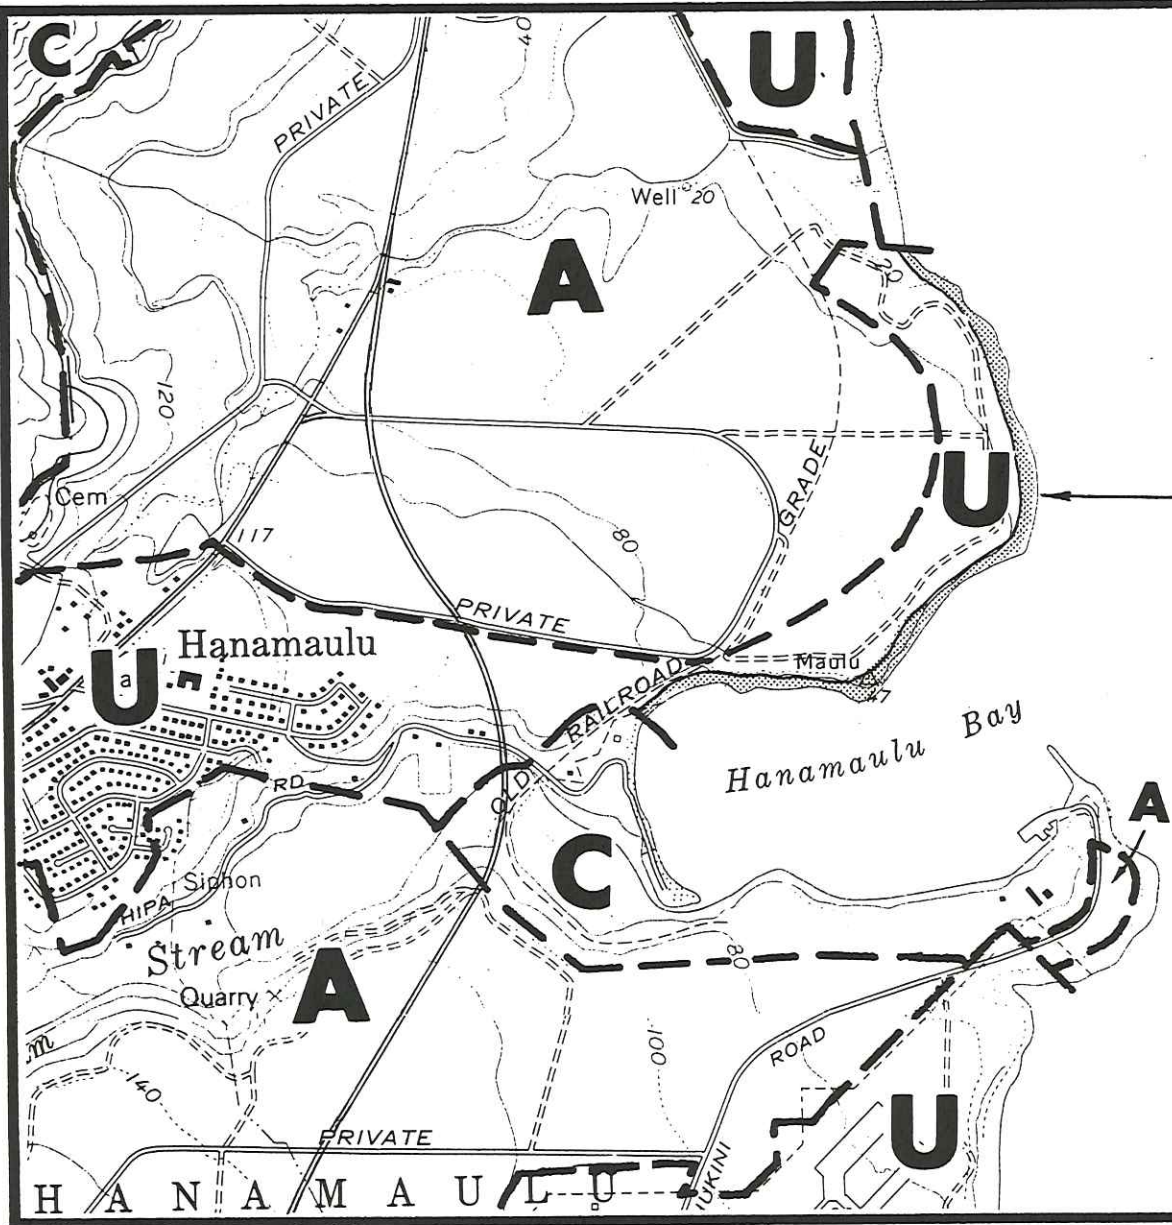 C
40
U
PRIVATE
Well 20
A
20
120
Cem
GRADE
U
117
80
PRIVATE
Hanamaulu
U
a
RAILROAD
Maulu
47
Hanamaulu Bay
RD
OLD
A
C
Siphon
HIPA
Stream
80
A
Quarry
m
100
ROAD
140
U
PRIVATE
UKINI
HANAMAULU